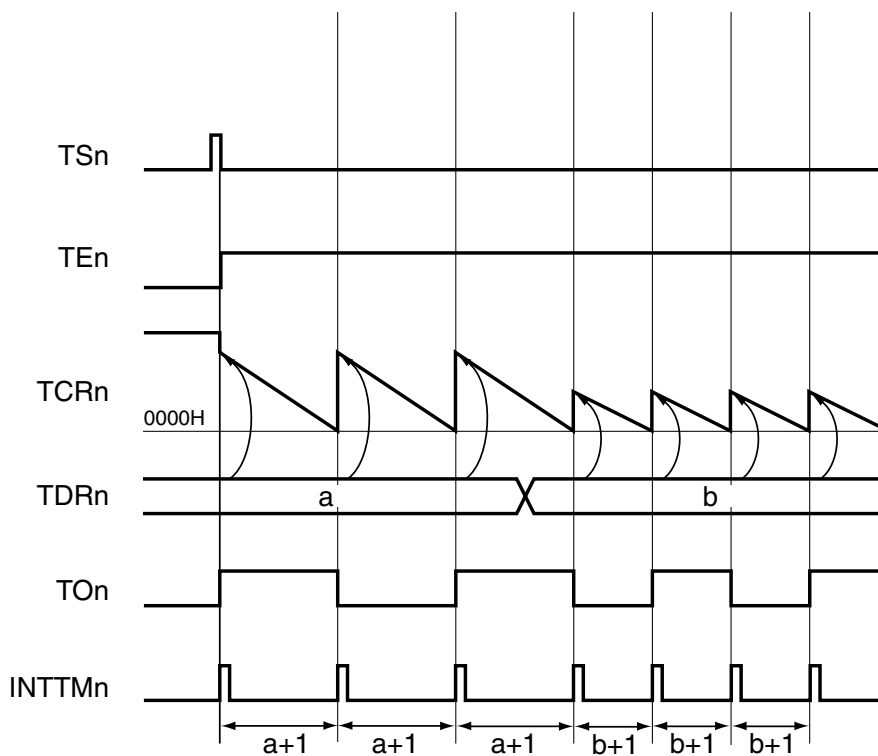 TSn
TEn
TCRn
0000H
TDRn
a
b
TOn
INTTMn
a+1 a+1 a+1 b+1 b+1 b+1